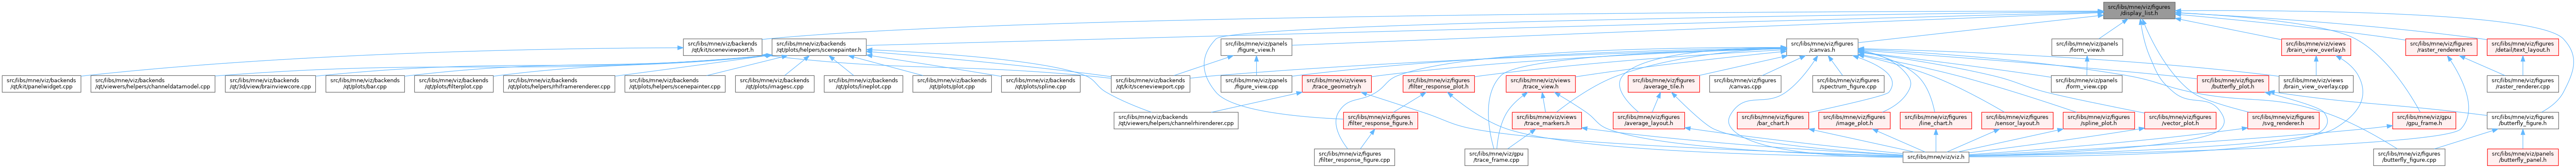 src/libs/mne/viz/figures
/display_list.h
src/libs/mne/viz/backends
/qt/kit/sceneviewport.h
src/libs/mne/viz/backends
/qt/plots/helpers/scenepainter.h
src/libs/mne/viz/panels
/figure_view.h
src/libs/mne/viz/figures
/canvas.h
src/libs/mne/viz/panels
/form_view.h
src/libs/mne/viz/views
/brain_view_overlay.h
src/libs/mne/viz/figures
/raster_renderer.h
src/libs/mne/viz/figures
/detail/text_layout.h
src/libs/mne/viz/backends
/qt/kit/panelwidget.cpp
src/libs/mne/viz/backends
/qt/viewers/helpers/channeldatamodel.cpp
src/libs/mne/viz/backends
/qt/3d/view/brainviewcore.cpp
src/libs/mne/viz/backends
/qt/plots/bar.cpp
src/libs/mne/viz/backends
/qt/plots/filterplot.cpp
src/libs/mne/viz/backends
/qt/plots/helpers/rhiframerenderer.cpp
src/libs/mne/viz/backends
/qt/plots/helpers/scenepainter.cpp
src/libs/mne/viz/backends
/qt/plots/imagesc.cpp
src/libs/mne/viz/backends
/qt/plots/lineplot.cpp
src/libs/mne/viz/backends
/qt/plots/plot.cpp
src/libs/mne/viz/backends
/qt/plots/spline.cpp
src/libs/mne/viz/backends
/qt/kit/sceneviewport.cpp
src/libs/mne/viz/panels
/figure_view.cpp
src/libs/mne/viz/views
/trace_geometry.h
src/libs/mne/viz/figures
/filter_response_plot.h
src/libs/mne/viz/views
/trace_view.h
src/libs/mne/viz/figures
/average_tile.h
src/libs/mne/viz/figures
/canvas.cpp
src/libs/mne/viz/figures
/spectrum_figure.cpp
src/libs/mne/viz/panels
/form_view.cpp
src/libs/mne/viz/figures
/butterfly_plot.h
src/libs/mne/viz/views
/brain_view_overlay.cpp
src/libs/mne/viz/figures
/raster_renderer.cpp
src/libs/mne/viz/backends
/qt/viewers/helpers/channelrhirenderer.cpp
src/libs/mne/viz/figures
/filter_response_figure.h
src/libs/mne/viz/views
/trace_markers.h
src/libs/mne/viz/figures
/average_layout.h
src/libs/mne/viz/figures
/bar_chart.h
src/libs/mne/viz/figures
/image_plot.h
src/libs/mne/viz/figures
/line_chart.h
src/libs/mne/viz/figures
/sensor_layout.h
src/libs/mne/viz/figures
/spline_plot.h
src/libs/mne/viz/figures
/vector_plot.h
src/libs/mne/viz/figures
/svg_renderer.h
src/libs/mne/viz/gpu
/gpu_frame.h
src/libs/mne/viz/figures
/butterfly_figure.h
src/libs/mne/viz/figures
/filter_response_figure.cpp
src/libs/mne/viz/gpu
/trace_frame.cpp
src/libs/mne/viz/viz.h
src/libs/mne/viz/figures
/butterfly_figure.cpp
src/libs/mne/viz/panels
/butterfly_panel.h